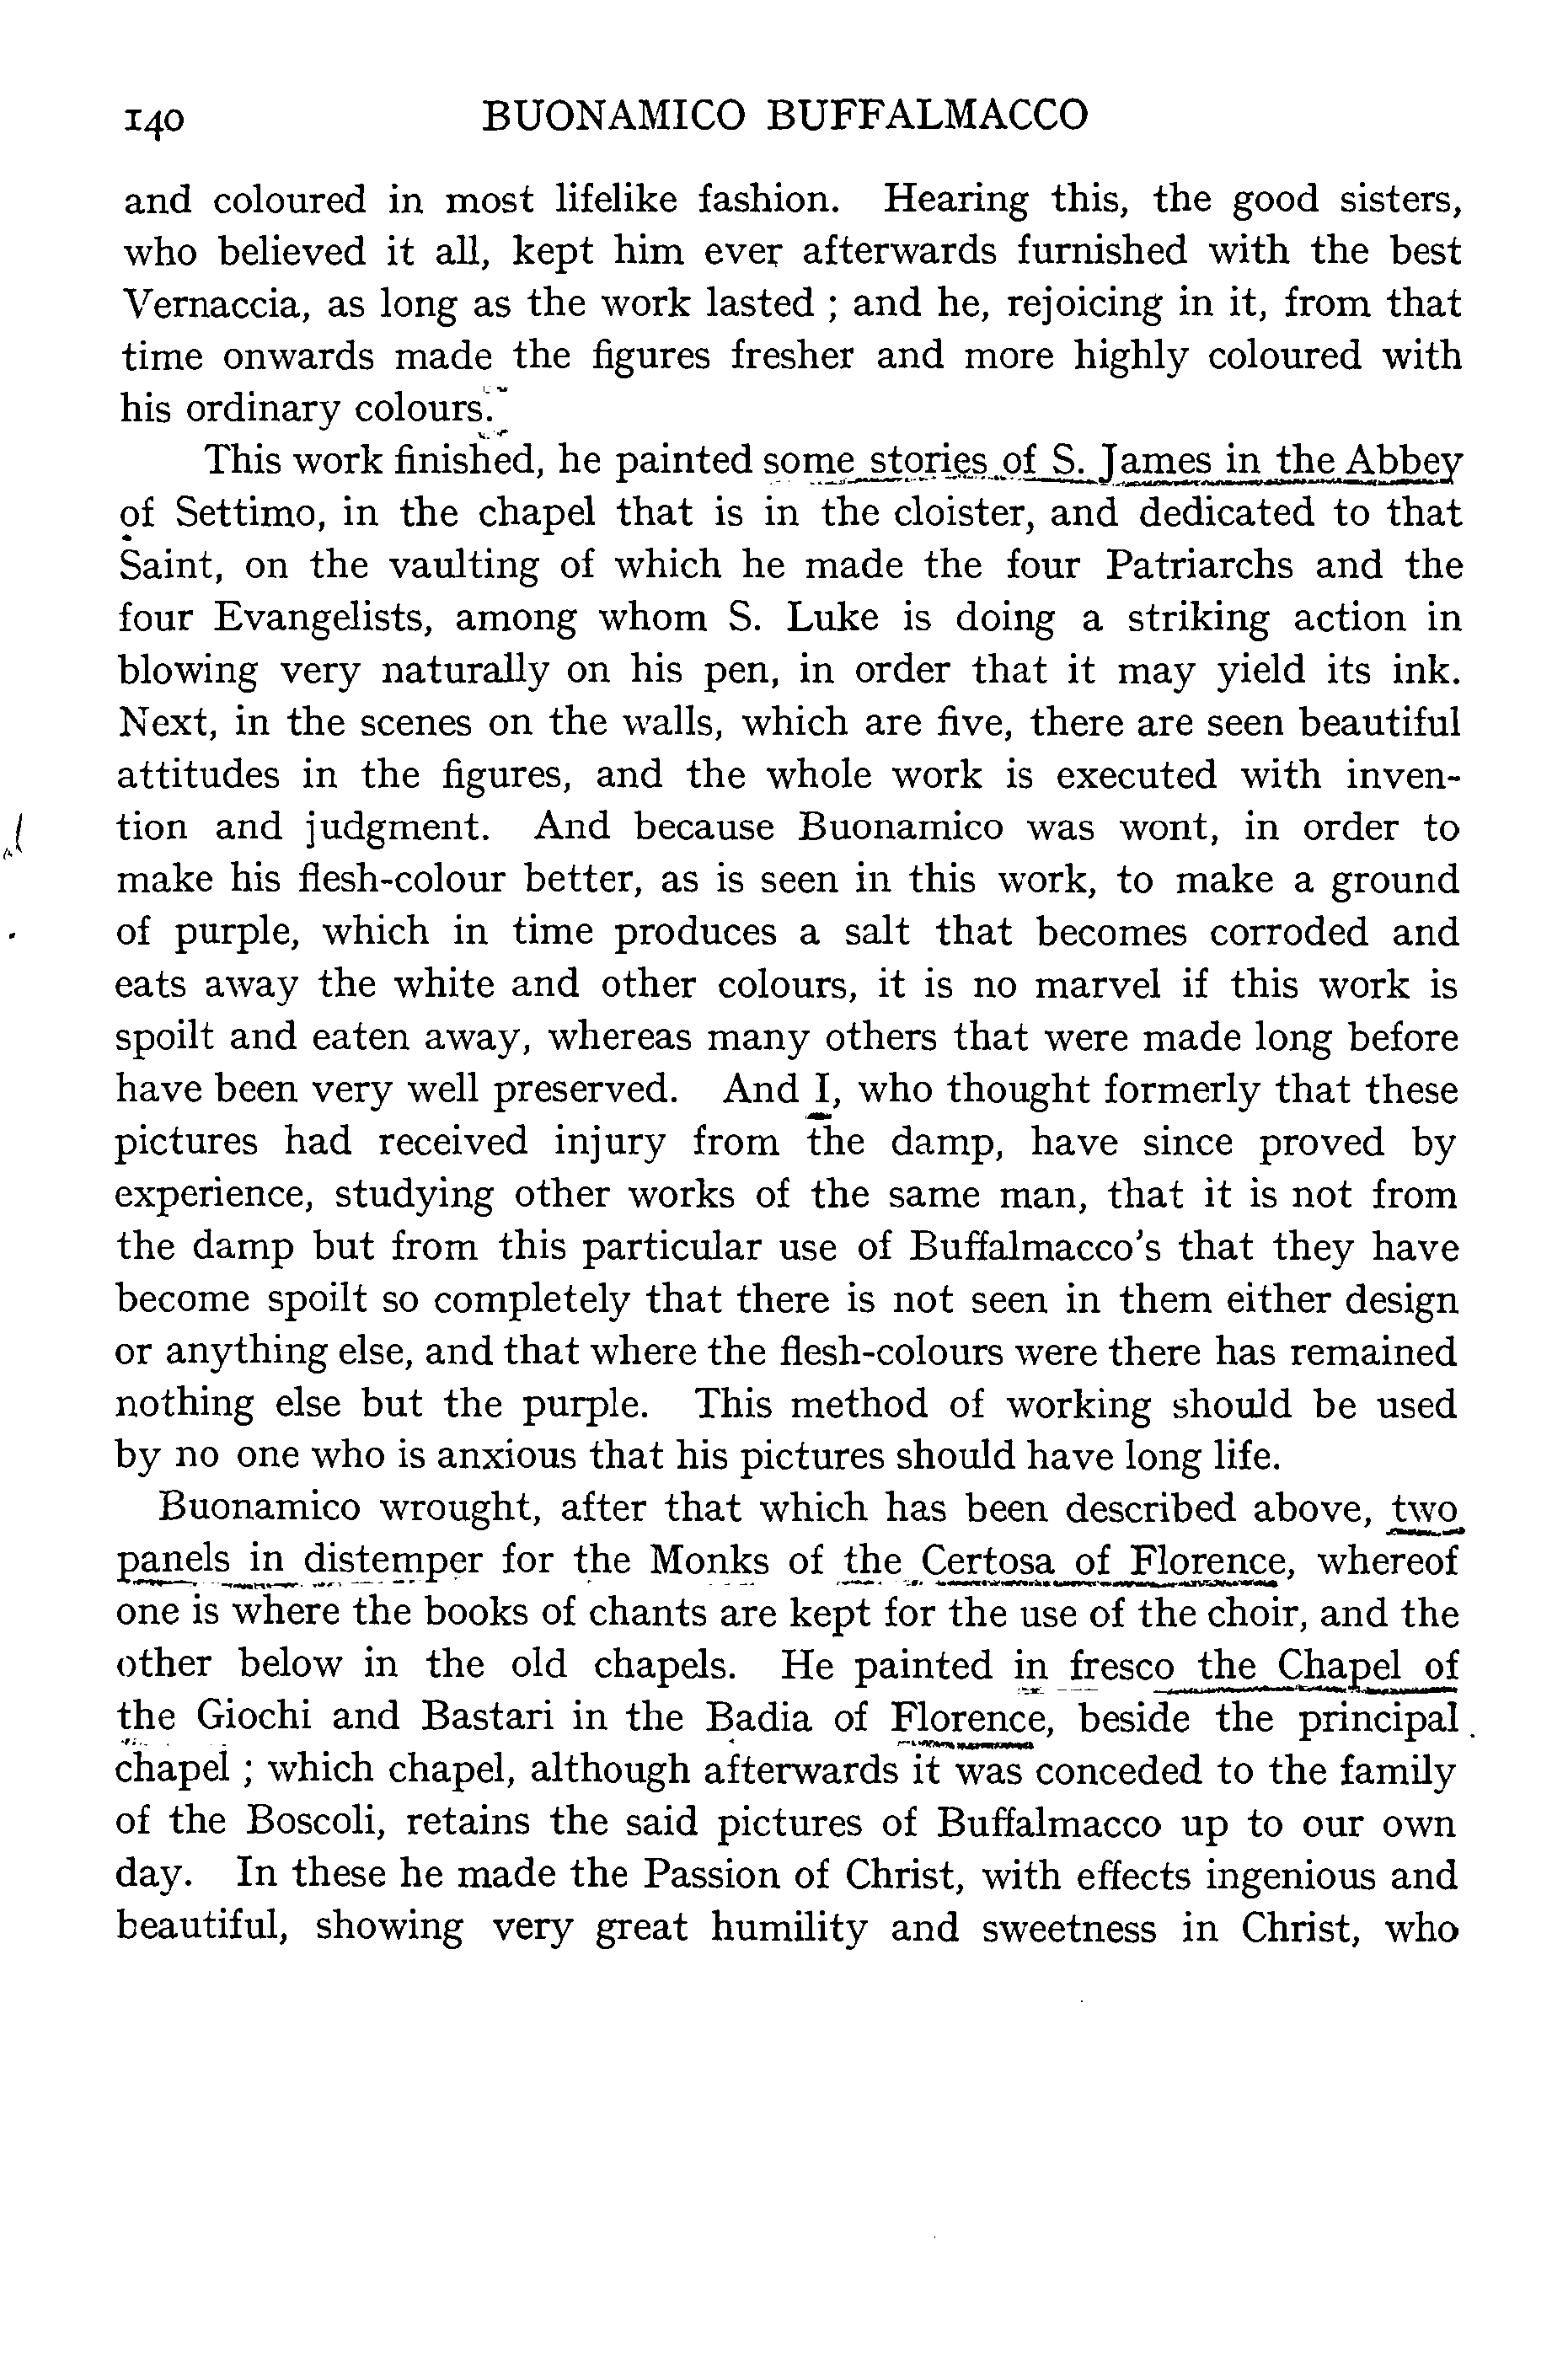 140 BUONAMICO BUFFALMACCO
and coloured in most lifelike fashion. Hearing this, the good sisters,
who believed it all, kept him ever afterwards furnished with the best
Vernaccia, as long as the work lasted ; and he, rejoicing in it, from that
time onwards made the figures fresher and more highly coloured with
his ordinary colours."
This work finished, he painted some stories of S. James in the Abbey
of Settimo, in the chapel that is in the cloister, and dedicated to that
Saint, on the vaulting of which he made the four Patriarchs and the
four Evangelists, among whom S. Luke is doing a striking action in
blowing very naturally on his pen, in order that it may yield its ink.
Next, in the scenes on the walls, which are five, there are seen beautiful
attitudes in the figures, and the whole work is executed with inven-
tion and judgment. And because Buonamico was wont, in order to
make his flesh-colour better, as is seen in this work, to make a ground
of purple, which in time produces a salt that becomes corroded and
eats away the white and other colours, it is no marvel if this work is
spoilt and eaten away, whereas many others that were made long before
have been very well preserved. And I, who thought formerly that these
pictures had received injury from the damp, have since proved by
experience, studying other works of the same man, that it is not from
the damp but from this particular use of Buffalmacco's that they have
become spoilt so completely that there is not seen in them either design
or anything else, and that where the flesh-colours were there has remained
nothing else but the purple. This method of working should be used
by no one who is anxious that his pictures should have long life.
Buonamico wrought, after that which has been described above, two
panels in distemper for the Monks of the Certosa of Florence, whereof
one is where the books of chants are kept for the use of the choir, and the
other below in the old chapels. He painted in fresco the Chapel of
the Giochi and Bastari in the Badia of Florence, beside the principal
chapel ; which chapel, although afterwards it was conceded to the family
of the Boscoli, retains the said pictures of Buffalmacco up to our own
day. In these he made the Passion of Christ, with effects ingenious and
beautiful, showing very great humility and sweetness in Christ, who